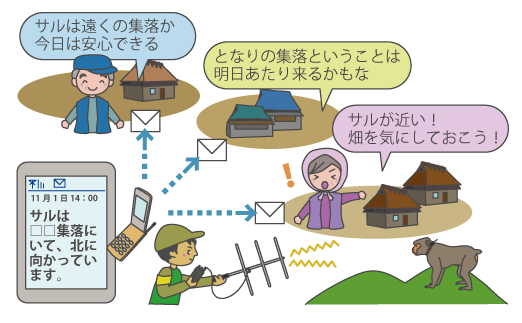 サルは遠くの集落か
今日は安心できる
となりの集落ということは
明日あたり来るかもな
サルが近い！
畑を気にしておこう！
11月1日14：00
サルは
□□集落に
いて、北に
向かってい
ます。